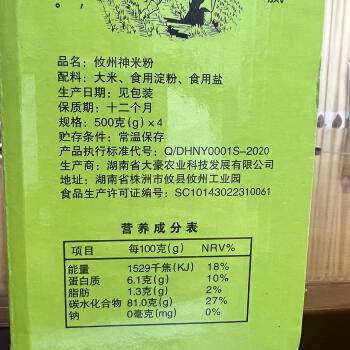 品名：攸州神米粉
配料：大米、食用淀粉、食用盐
生产日期：见包装
保质期：十二个月
规格：500克(g)×4
贮存条件：常温保存
产品执行标准代号：Q/DHNY0001S-2020
生产商：湖南省大豪农业科技发展有限公司
地址：湖南省株洲市攸县攸州工业园
食品生产许可证编号：SC10143022310061
营养成分表
项目 每100克(g) NRV%
能量 1529千焦(KJ) 18%
蛋白质 6.1克(g) 10%
脂肪 1.3克(g) 2%
碳水化合物 81.0克(g) 27%
钠 0毫克(mg) 0%